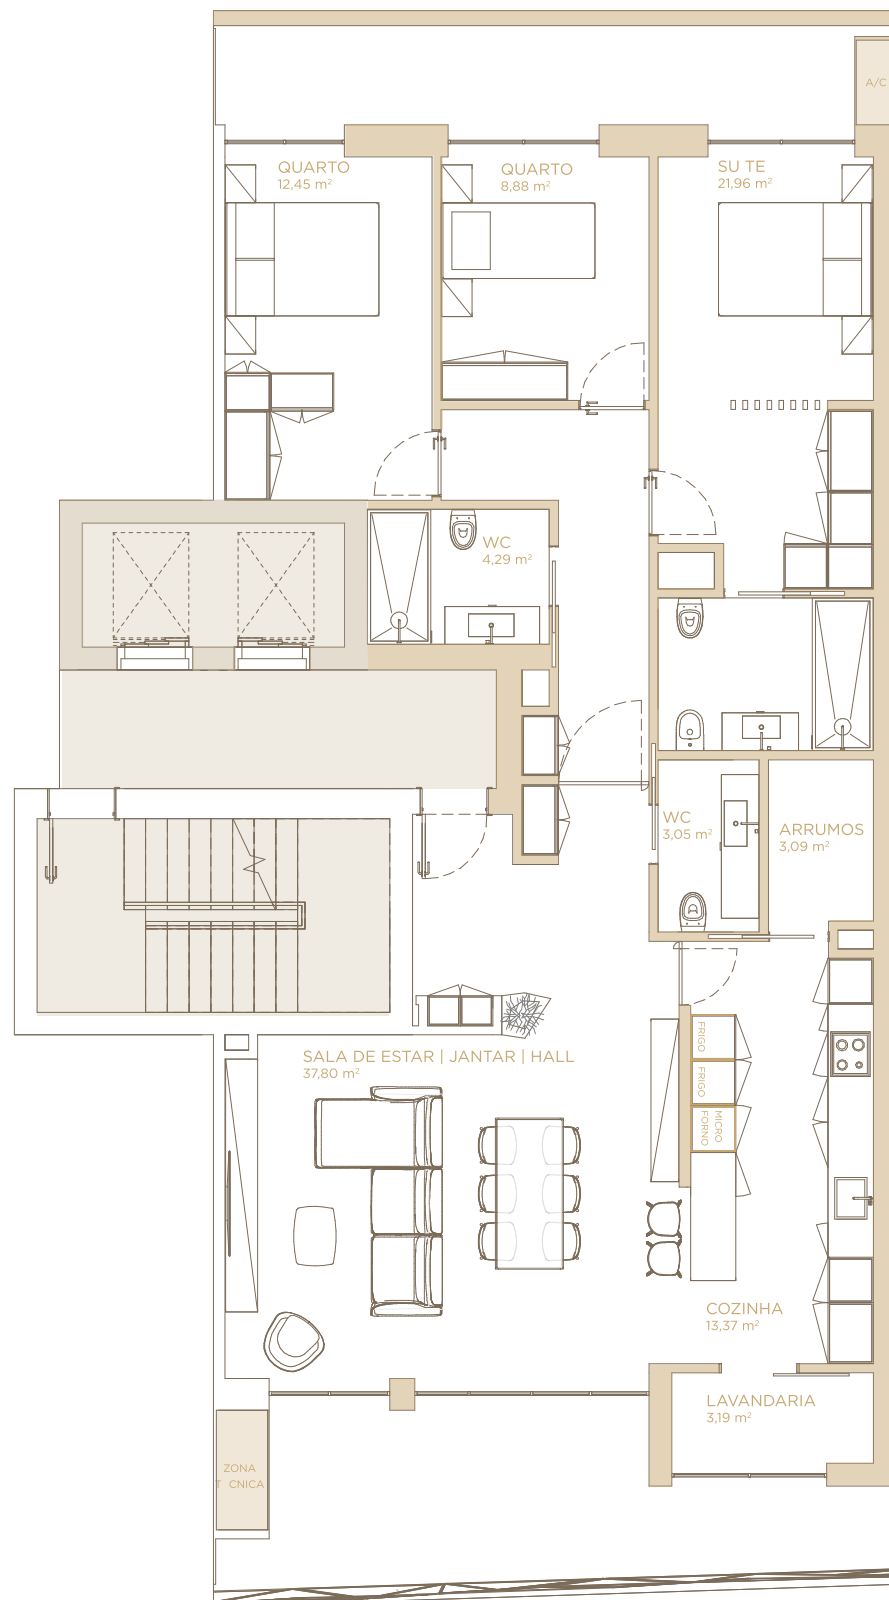 A/C
QUARTO
12,45 m²
QUARTO
8,88 m²
SU TE
21,96 m²
WC
4,29 m²
WC
3,05 m²
ARRUMOS
3,09 m²
SALA DE ESTAR | JANTAR | HALL
37,80 m²
FRIGO
FRIGO
MICRO
FORNO
COZINHA
13,37 m²
LAVANDARIA
3,19 m²
ZONA
T CNICA